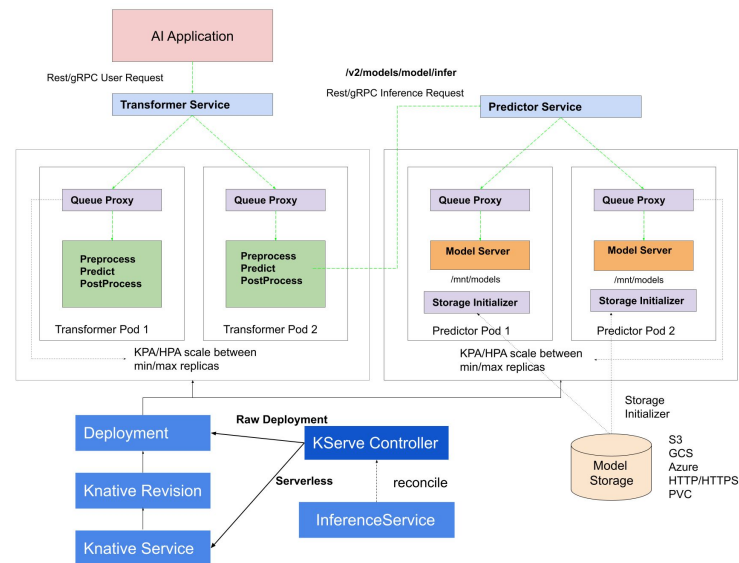 AI Application
Rest/gRPC User Request
/v2/models/model/infer
Rest/gRPC Inference Request
Transformer Service
Predictor Service
Queue Proxy
Queue Proxy
Queue Proxy
Queue Proxy
Preprocess
Predict
PostProcess
Preprocess
Predict
PostProcess
Model Server
/mnt/models
Storage Initializer
Model Server
/mnt/models
Storage Initializer
Transformer Pod 1
Transformer Pod 2
Predictor Pod 1
Predictor Pod 2
KPA/HPA scale between
min/max replicas
KPA/HPA scale between
min/max replicas
Storage
Initializer
Raw Deployment
Deployment
KServe Controller
Serverless
reconcile
Knative Revision
InferenceService
Knative Service
Model
Storage
S3
GCS
Azure
HTTP/HTTPS
PVC